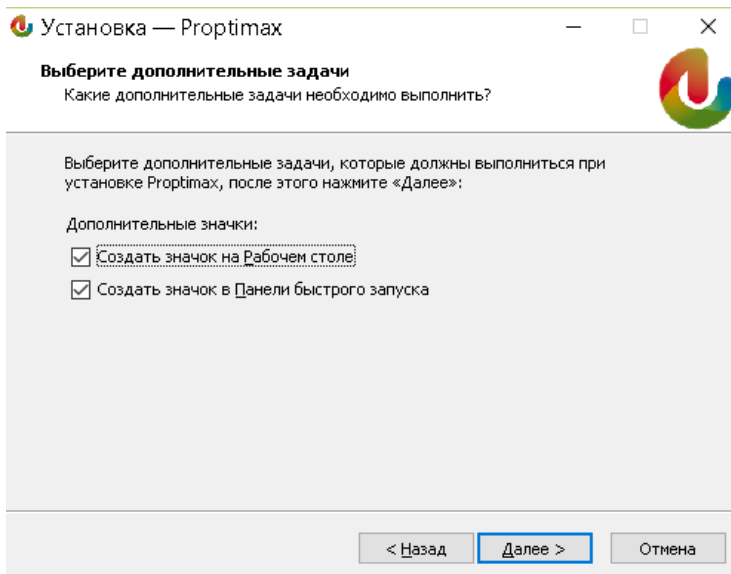 Установка — Proptimax
Выберите дополнительные задачи
Какие дополнительные задачи необходимо выполнить?
Выберите дополнительные задачи, которые должны выполниться при
установке Proptimax, после этого нажмите «Далее»:
Дополнительные значки:
Создать значок на Рабочем столе
Создать значок в Панели быстрого запуска
< Назад Далее > Отмена